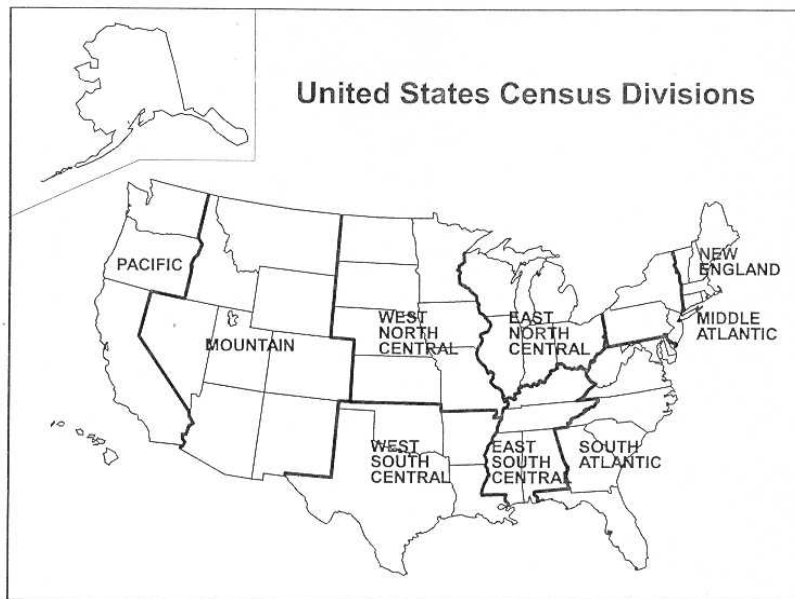 United States Census Divisions
PACIFIC
MOUNTAIN
WEST
NORTH
CENTRAL
EAST
NORTH
CENTRAL
NEW
ENGLAND
MIDDLE
ATLANTIC
WEST
SOUTH
CENTRAL
EAST
SOUTH
CENTRAL
SOUTH
ATLANTIC